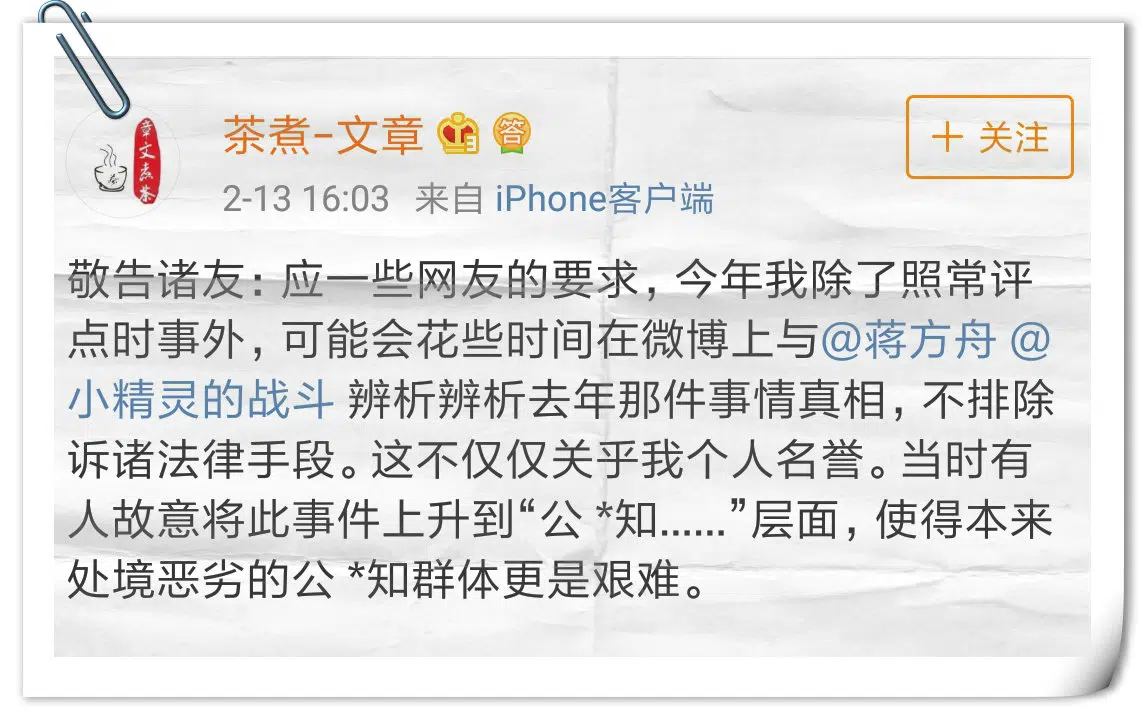 章文煮茶
茶
茶煮-文章
答
+ 关注
2-13 16:03 来自 iPhone客户端
敬告诸友：应一些网友的要求，今年我除了照常评
点时事外，可能会花些时间在微博上与@蒋方舟 @
小精灵的战斗 辨析辨析去年那件事情真相，不排除
诉诸法律手段。这不仅仅关乎我个人名誉。当时有
人故意将此事件上升到“公 *知......”层面，使得本来
处境恶劣的公 *知群体更是艰难。